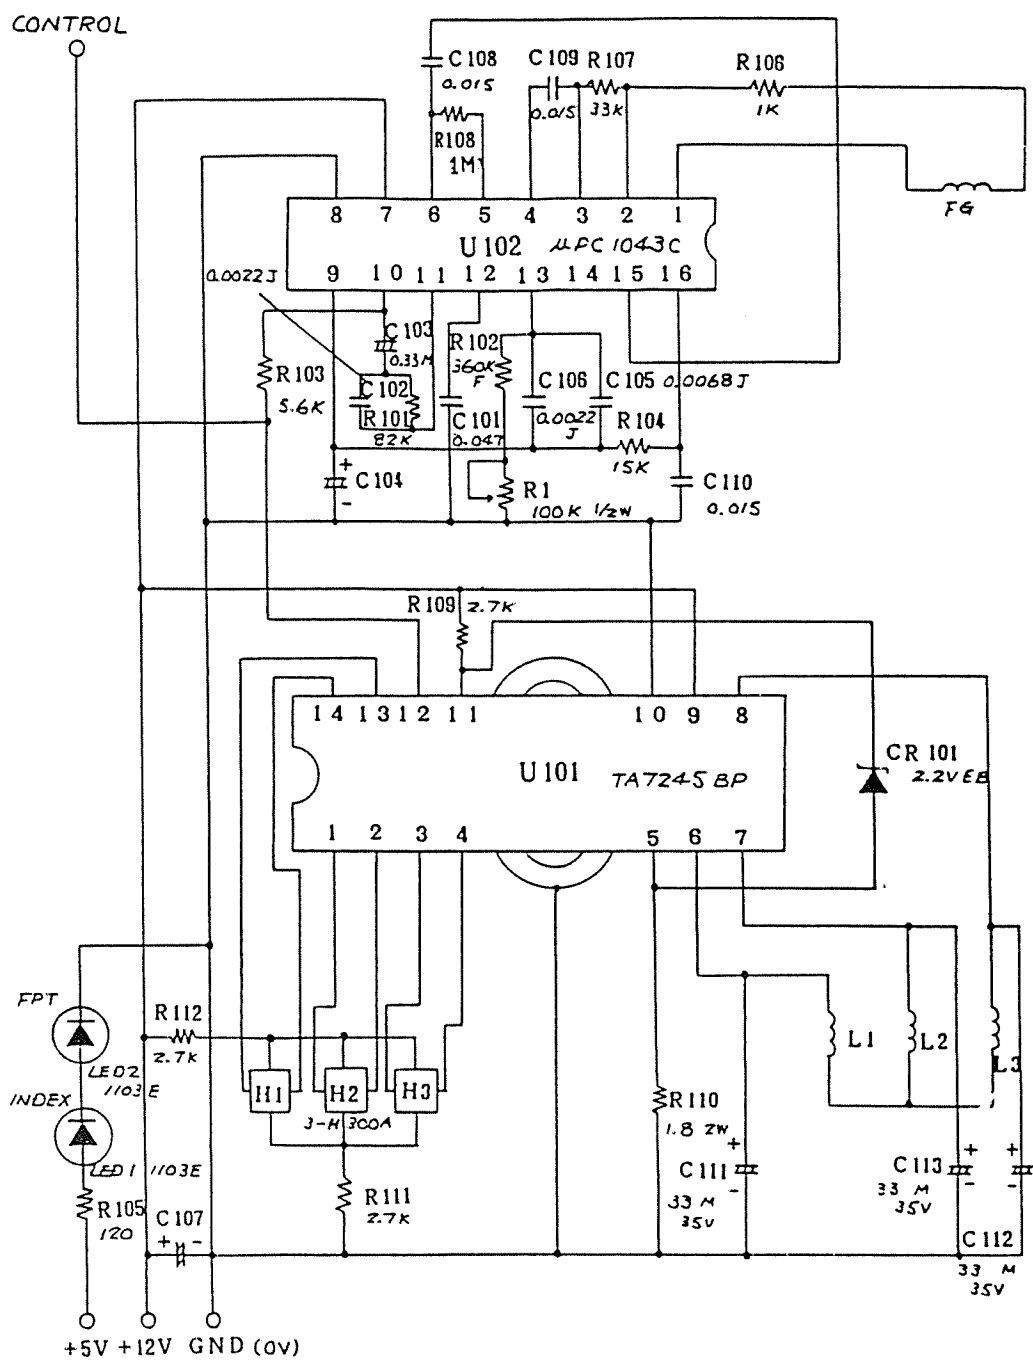 CONTROL
C108
0.015
C109
0.015
R107
33K
R106
1K
R108
1M
FG
8 7 6 5 4 3 2 1
U102 μPC1043C
9 10 11 12 13 14 15 16
0.0022J
C103
0.33M
R103
5.6K
C102
R101
82K
C101
0.047
R102
360K
F
C106
0.0022
J
C105 0.0068J
R104
15K
C104
+
-
R1
100K 1/2W
C110
0.015
R109 2.7K
14 13 12 11 10 9 8
U101 TA7245BP
1 2 3 4 5 6 7
CR101
2.2VEB
FPT
LED2
1103E
INDEX
LED1 1103E
R105
120
R112
2.7K
H1 H2 H3
3-H300A
R111
2.7K
C107
+ -
R110
1.8 2W
L1 L2 L3
C111
+
-
33M
35V
C113
+
-
33M
35V
+
-
C112
33M
35V
+5V +12V GND (0V)